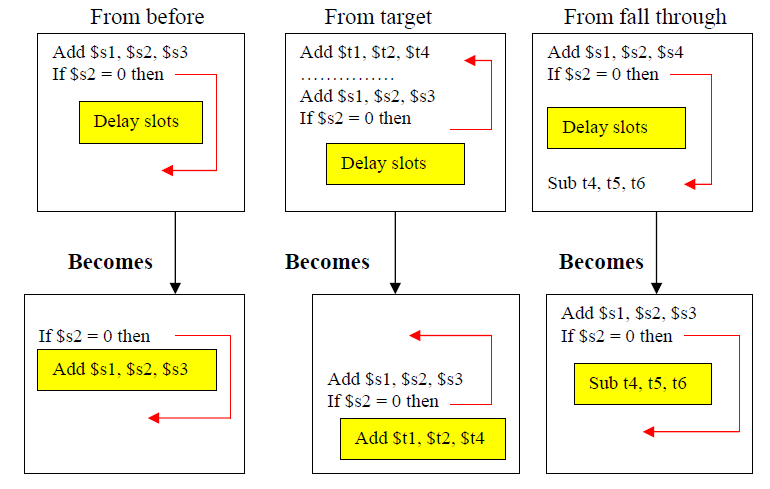 From before
Add $s1, $s2, $s3
If $s2 = 0 then
Delay slots
Becomes
If $s2 = 0 then
Add $s1, $s2, $s3
From target
Add $t1, $t2, $t4
……………
Add $s1, $s2, $s3
If $s2 = 0 then
Delay slots
Becomes
Add $s1, $s2, $s3
If $s2 = 0 then
Add $t1, $t2, $t4
From fall through
Add $s1, $s2, $s4
If $s2 = 0 then
Delay slots
Sub t4, t5, t6
Becomes
Add $s1, $s2, $s3
If $s2 = 0 then
Sub t4, t5, t6